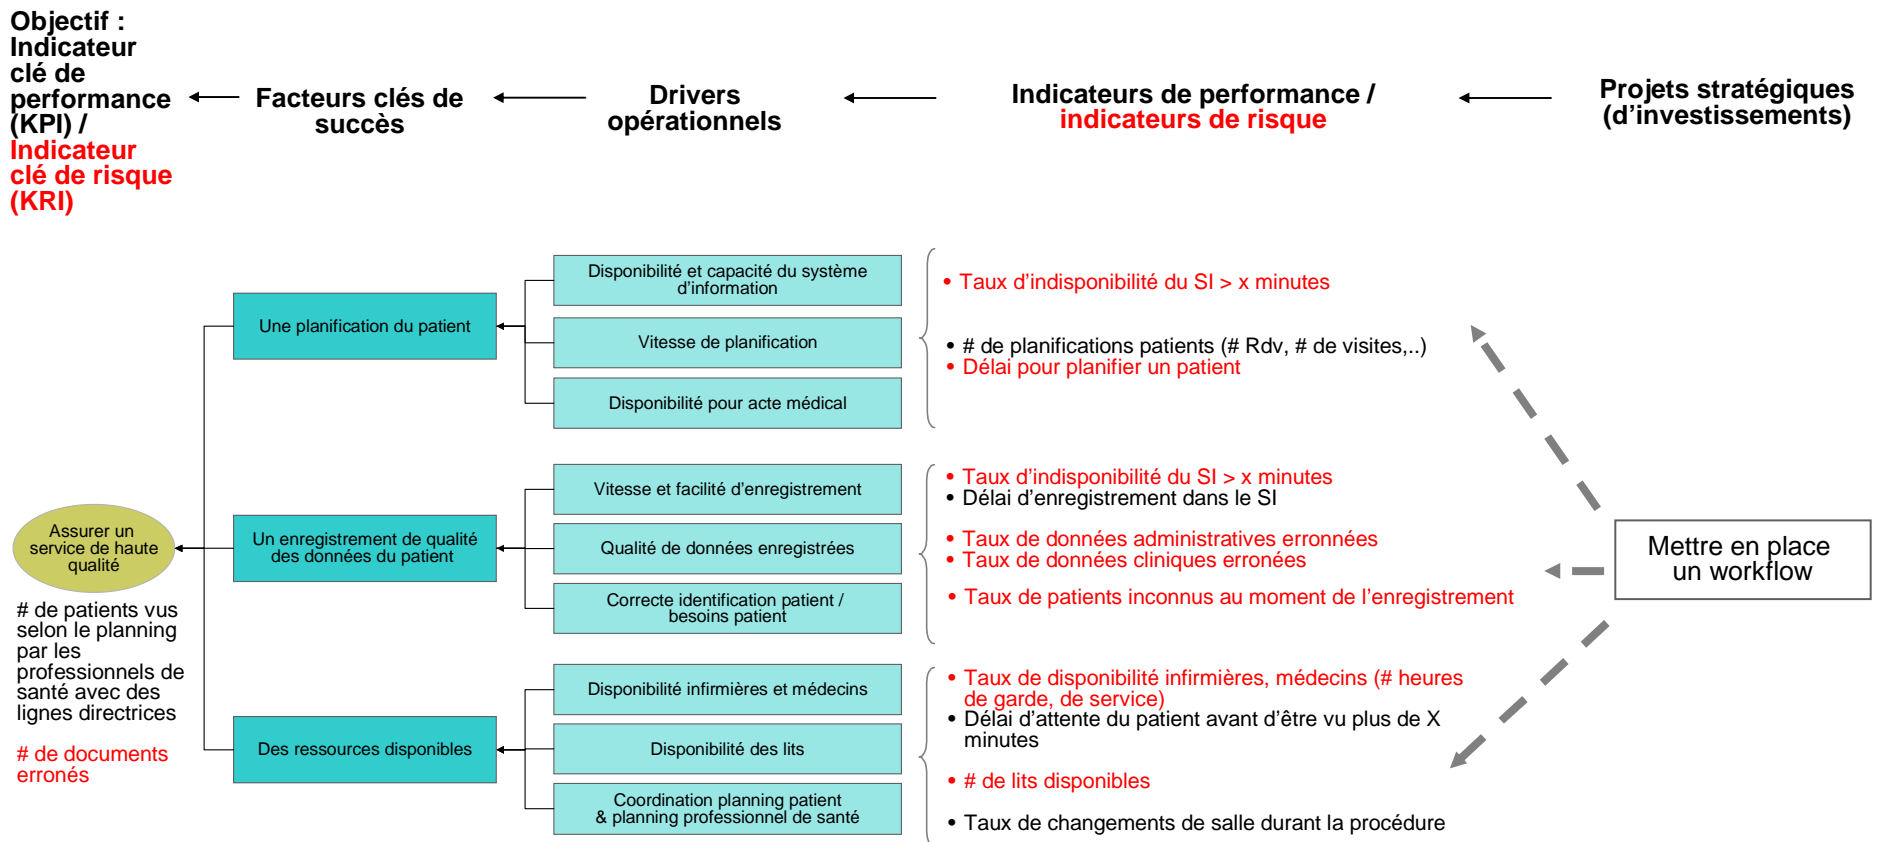 Objectif :
Indicateur
clé de
performance
(KPI) /
Indicateur
clé de risque
(KRI)
Facteurs clés de
succès
Drivers
opérationnels
Indicateurs de performance /
indicateurs de risque
Projets stratégiques
(d’investissements)
Assurer un
service de haute
qualité
# de patients vus
selon le planning
par les
professionnels de
santé avec des
lignes directrices
# de documents
erronés
Une planification du patient
Disponibilité et capacité du système
d’information
Vitesse de planification
Disponibilité pour acte médical
• Taux d’indisponibilité du SI > x minutes
• # de planifications patients (# Rdv, # de visites,..)
• Délai pour planifier un patient
Un enregistrement de qualité
des données du patient
Vitesse et facilité d’enregistrement
Qualité de données enregistrées
Correcte identification patient /
besoins patient
• Taux d’indisponibilité du SI > x minutes
• Délai d’enregistrement dans le SI
• Taux de données administratives erronnées
• Taux de données cliniques erronées
• Taux de patients inconnus au moment de l’enregistrement
Des ressources disponibles
Disponibilité infirmières et médecins
Disponibilité des lits
Coordination planning patient
& planning professionnel de santé
• Taux de disponibilité infirmières, médecins (# heures
de garde, de service)
• Délai d’attente du patient avant d’être vu plus de X
minutes
• # de lits disponibles
• Taux de changements de salle durant la procédure
Mettre en place
un workflow